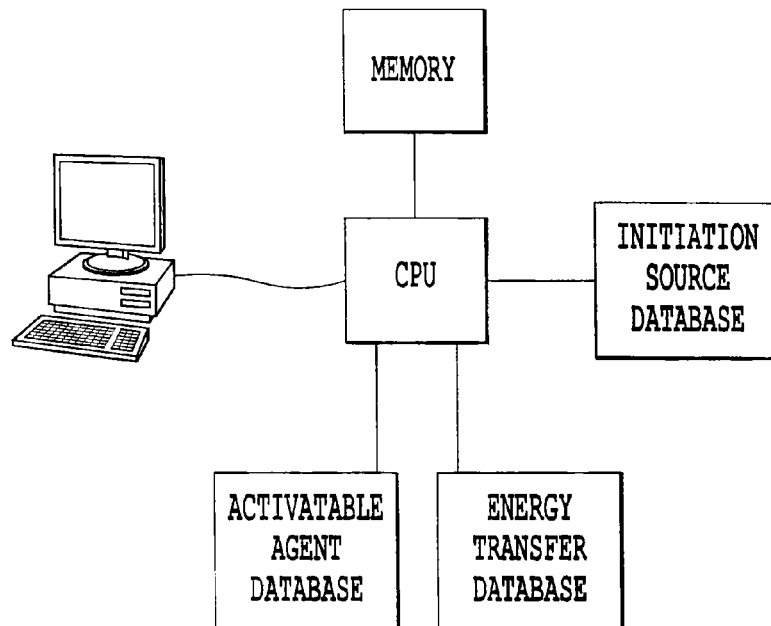 MEMORY
CPU
INITIATION
SOURCE
DATABASE
ACTIVATABLE
AGENT
DATABASE
ENERGY
TRANSFER
DATABASE